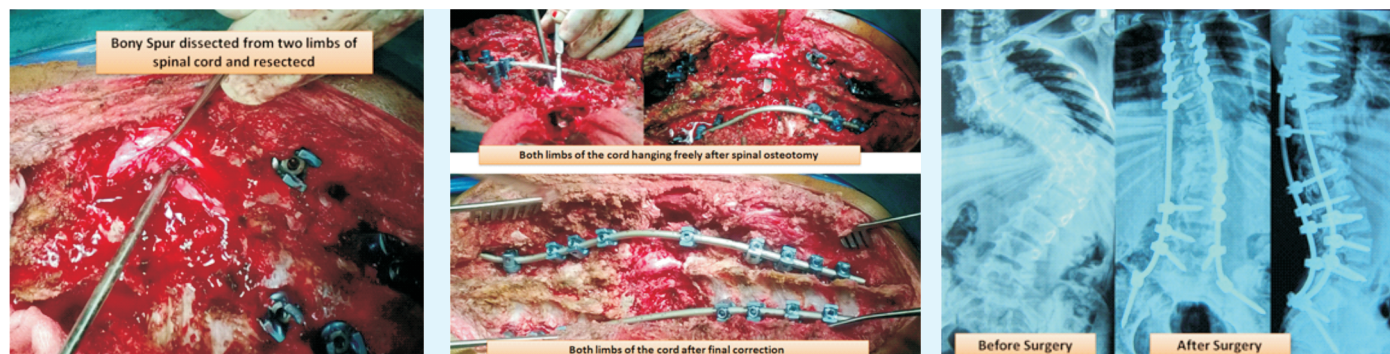 Bony Spur dissected from two limbs of
spinal cord and resectecd
Both limbs of the cord hanging freely after spinal osteotomy
Both limbs of the cord after final correction
Before Surgery
After Surgery